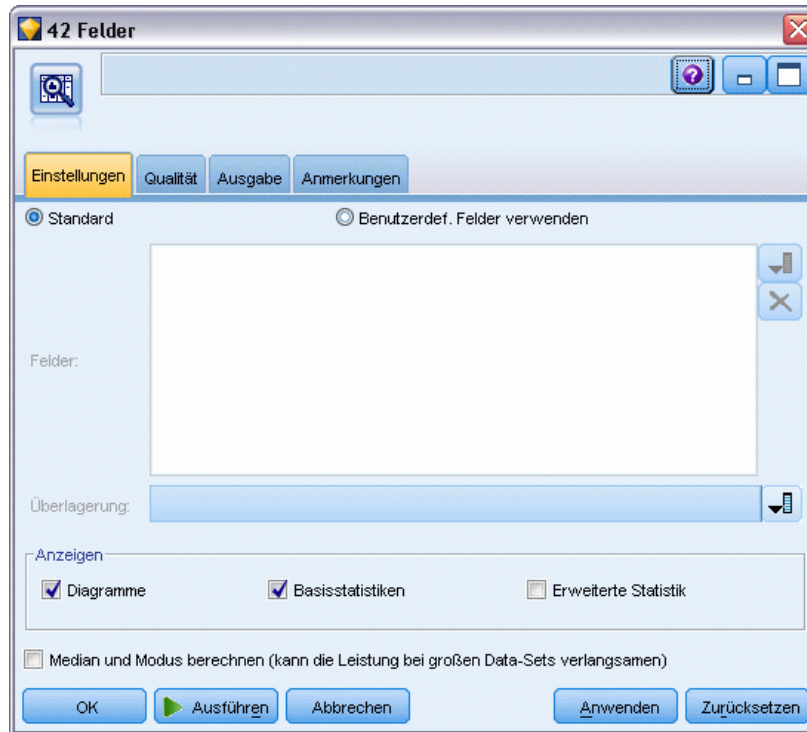 42 Felder
Einstellungen Qualität Ausgabe Anmerkungen
Standard Benutzerdef. Felder verwenden
Felder:
Überlagerung:
Anzeigen
Diagramme Basisstatistiken Erweiterte Statistik
Median und Modus berechnen (kann die Leistung bei großen Data-Sets verlangsamen)
OK Ausführen Abbrechen Anwenden Zurücksetzen